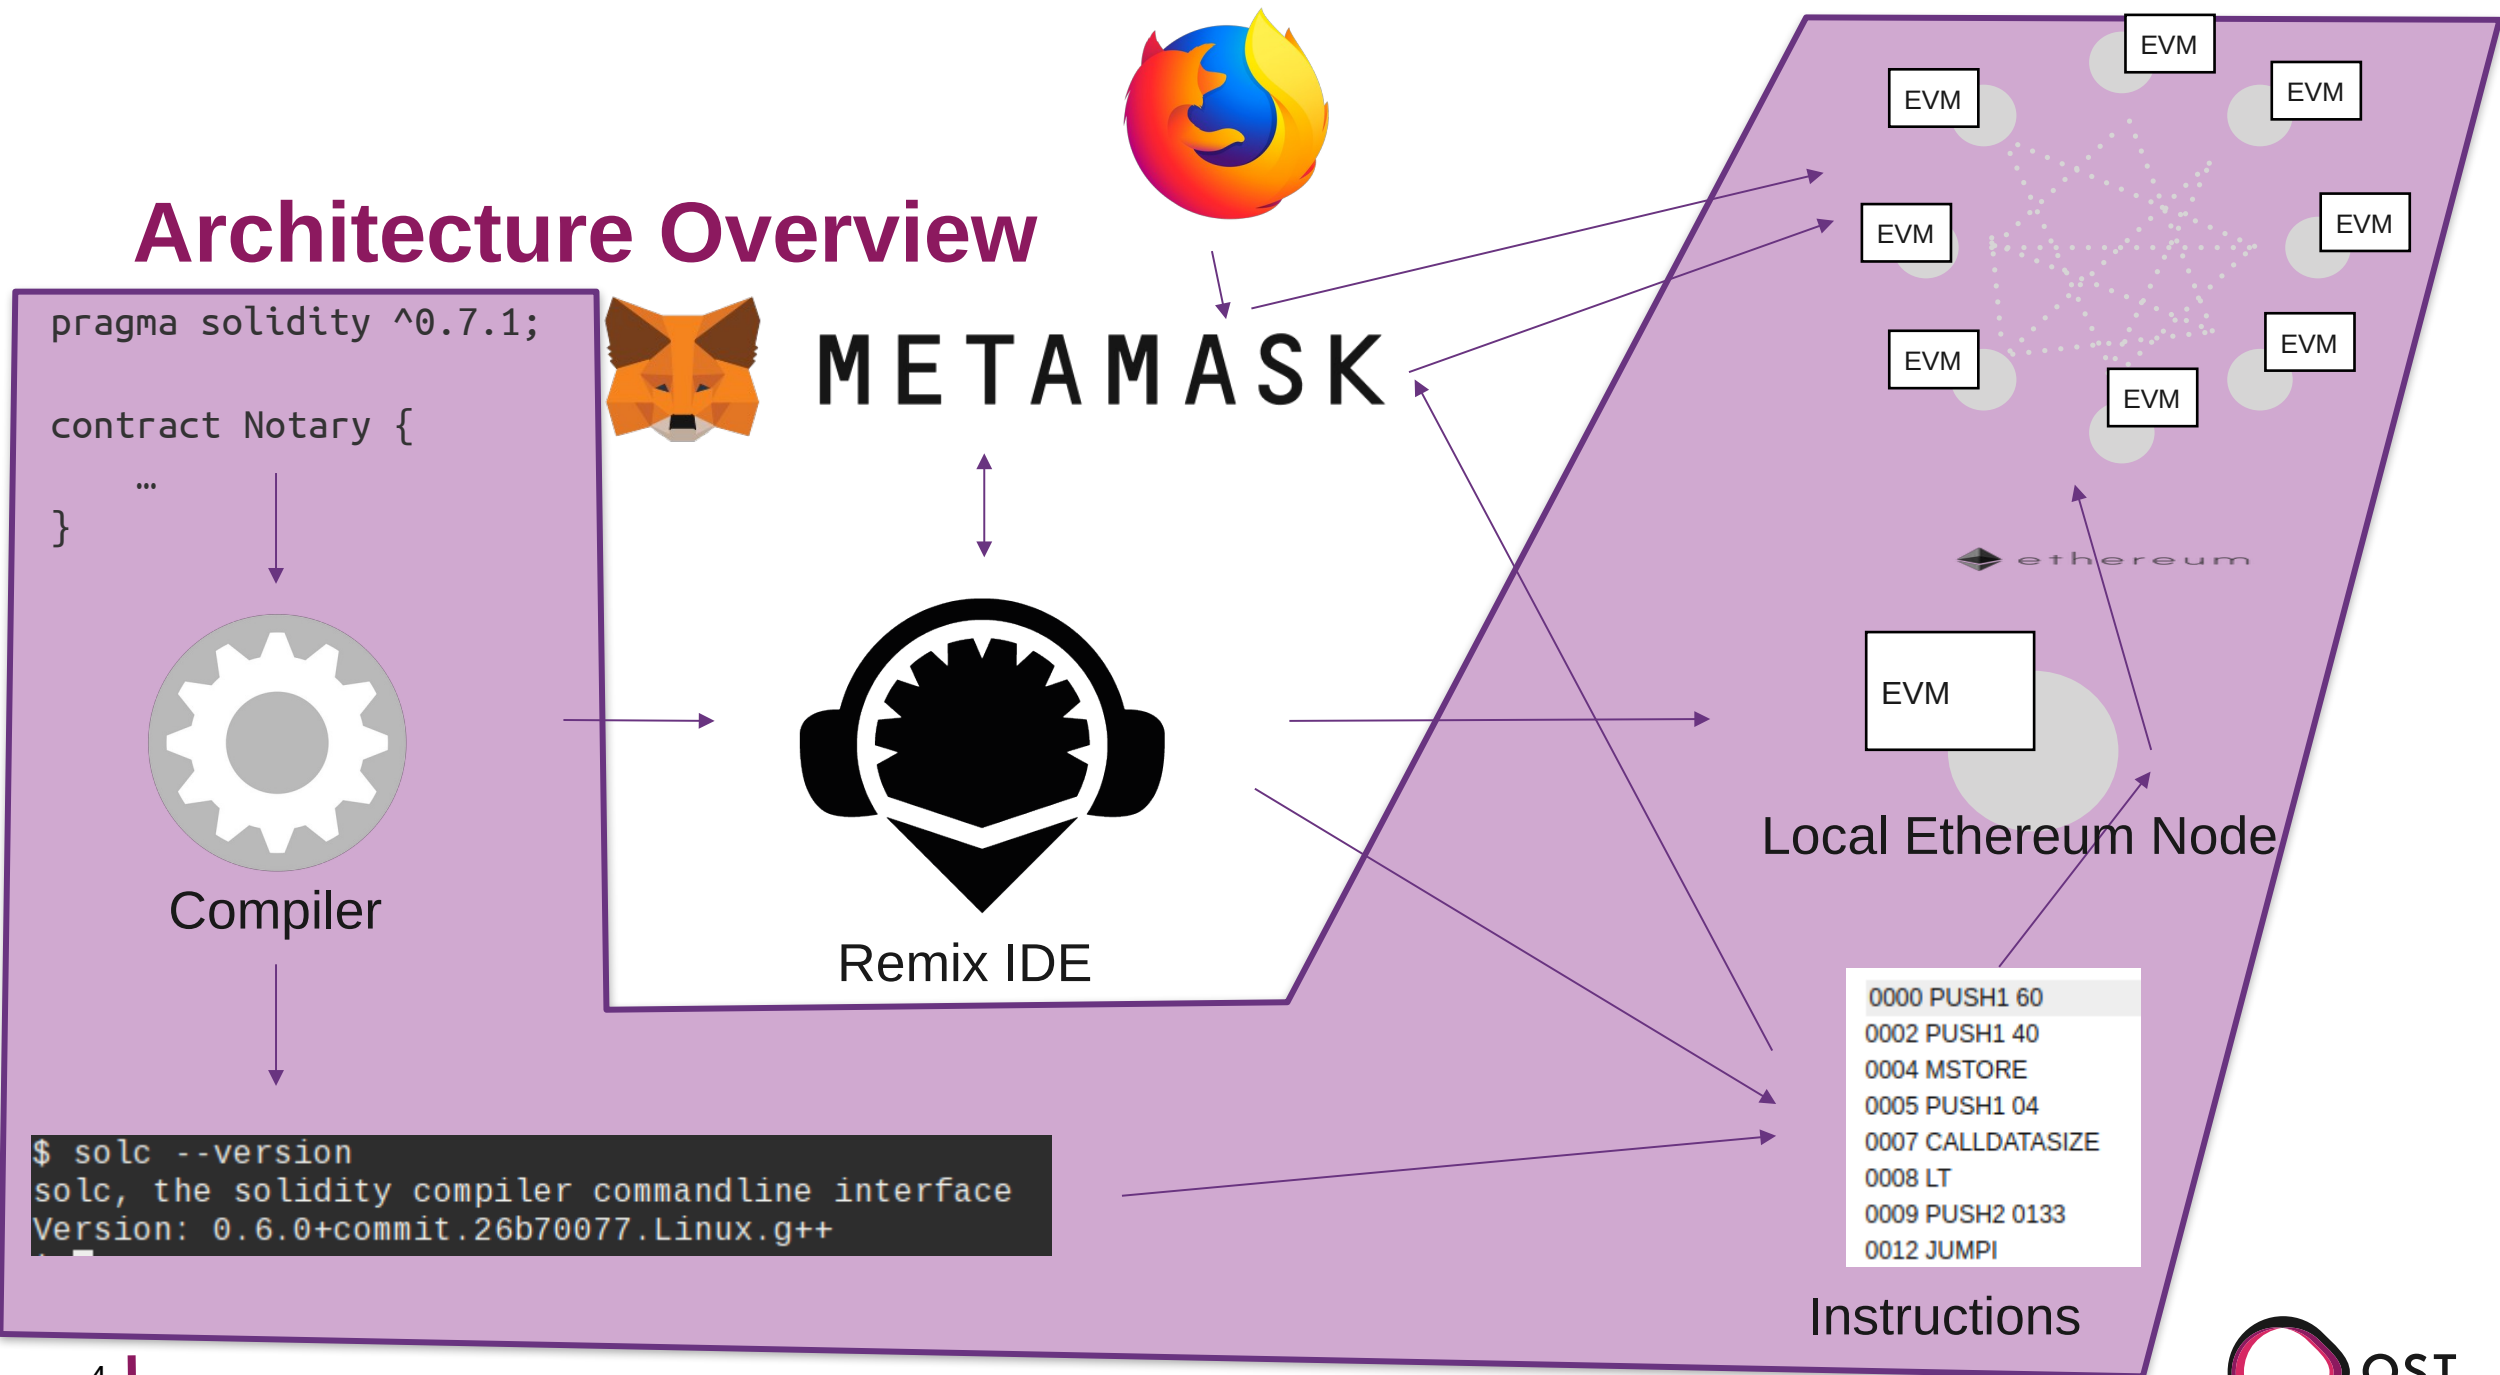 Architecture Overview
pragma solidity ^0.7.1;
contract Notary {
…
}
METAMASK
EVM
EVM
EVM
EVM
EVM
EVM
EVM
EVM
ethereum
EVM
Local Ethereum Node
Compiler
Remix IDE
$ solc --version
solc, the solidity compiler commandline interface
Version: 0.6.0+commit.26b70077.Linux.g++
0000 PUSH1 60
0002 PUSH1 40
0004 MSTORE
0005 PUSH1 04
0007 CALLDATASIZE
0008 LT
0009 PUSH2 0133
0012 JUMPI
Instructions
4
OST